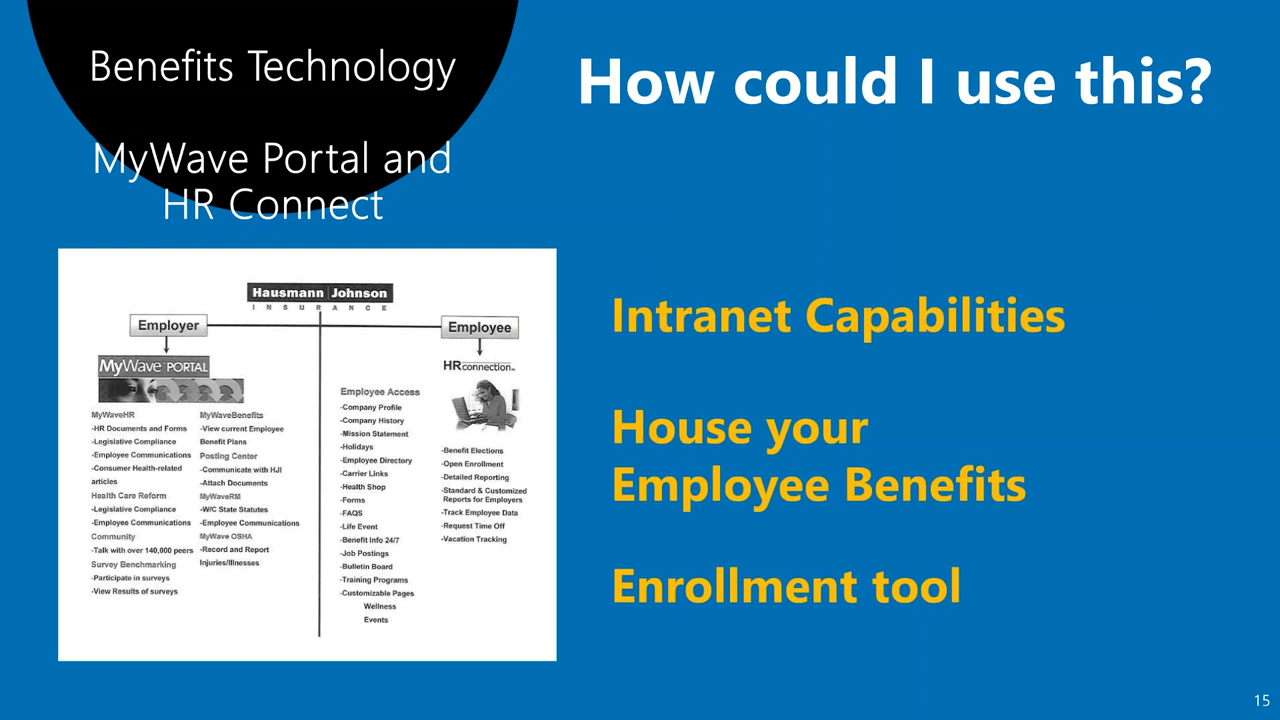 Benefits Technology
MyWave Portal and
HR Connect
How could I use this?
Hausmann Johnson
INSURANCE
Employer
Employee
MyWave PORTAL
HRconnection™
MyWaveHR
-HR Documents and Forms
-Legislative Compliance
-Employee Communications
-Consumer Health-related
articles
Health Care Reform
-Legislative Compliance
-Employee Communications
Community
-Talk with over 140,000 peers
Survey Benchmarking
-Participate in surveys
-View Results of surveys
MyWaveBenefits
-View current Employee
Benefit Plans
Posting Center
-Communicate with HJI
-Attach Documents
MyWaveRM
-W/C State Statutes
-Employee Communications
MyWave OSHA
-Record and Report
Injuries/Illnesses
Employee Access
-Company Profile
-Company History
-Mission Statement
-Holidays
-Employee Directory
-Carrier Links
-Health Shop
-Forms
-FAQS
-Life Event
-Benefit Info 24/7
-Job Postings
-Bulletin Board
-Training Programs
-Customizable Pages
Wellness
Events
-Benefit Elections
-Open Enrollment
-Detailed Reporting
-Standard & Customized
Reports for Employers
-Track Employee Data
-Request Time Off
-Vacation Tracking
Intranet Capabilities
House your
Employee Benefits
Enrollment tool
15